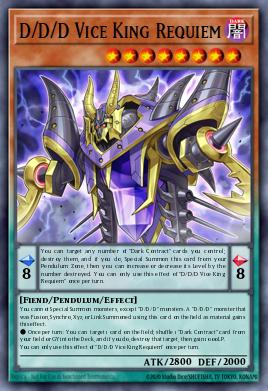 D/D/D Vice King Requiem
DARK
You can target any number of "Dark Contract" cards you control;
destroy them, and if you do, Special Summon this card from your
Pendulum Zone, then you can increase or decrease its Level by the
number destroyed. You can only use this effect of
"D/D/D Vice King Requiem" once per turn.
8
8
[FIEND/PENDULUM/EFFECT]
You cannot Special Summon monsters, except "D/D" monsters. A "D/D/D" monster that
was Fusion, Synchro, Xyz, or Link Summoned using this card on the field as material gains
this effect.
● Once per turn: You can target 1 card on the field; shuffle 1 "Dark Contract" card from
your field or GY into the Deck, and if you do, destroy that target, then gain
You can only use this effect of "D/D/D Vice King Requiem" once per turn.
ATK/2800 DEF/2000